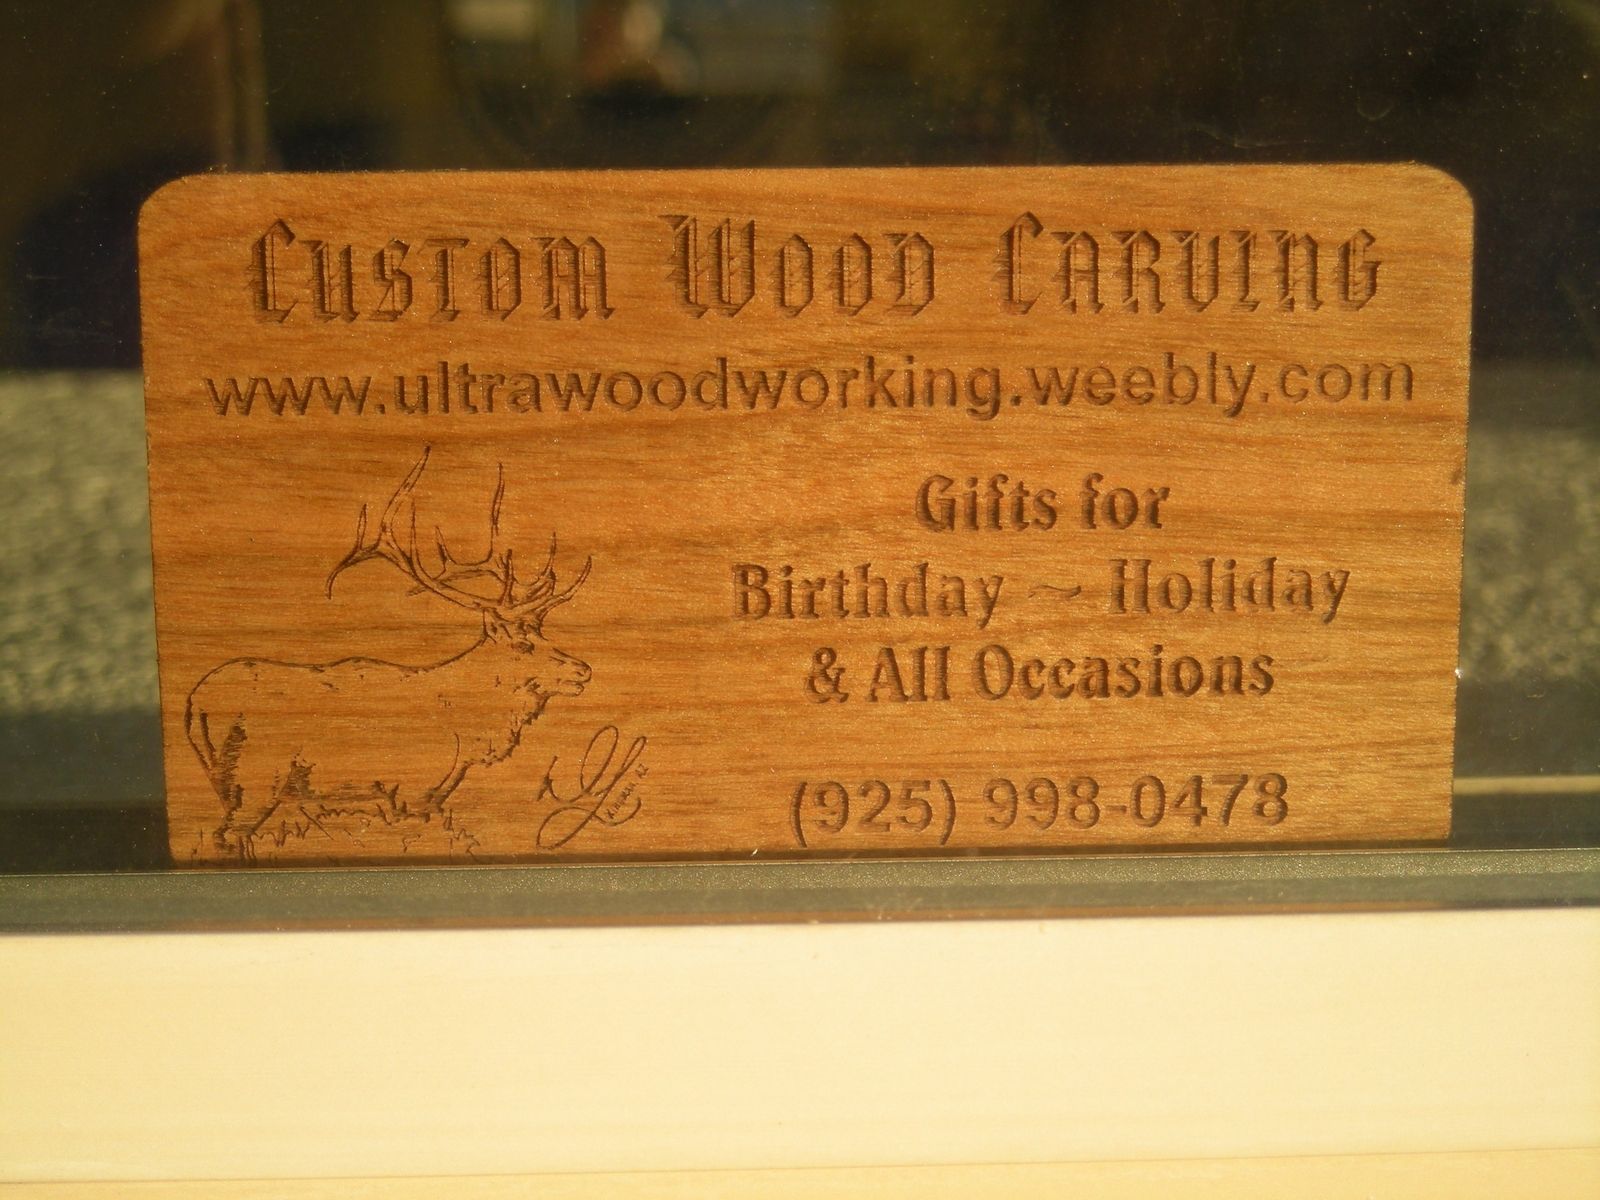 Custom Wood Carving
www.ultrawoodworking.weebly.com
Gifts for
Birthday ~ Holiday
& All Occasions
(925) 998-0478